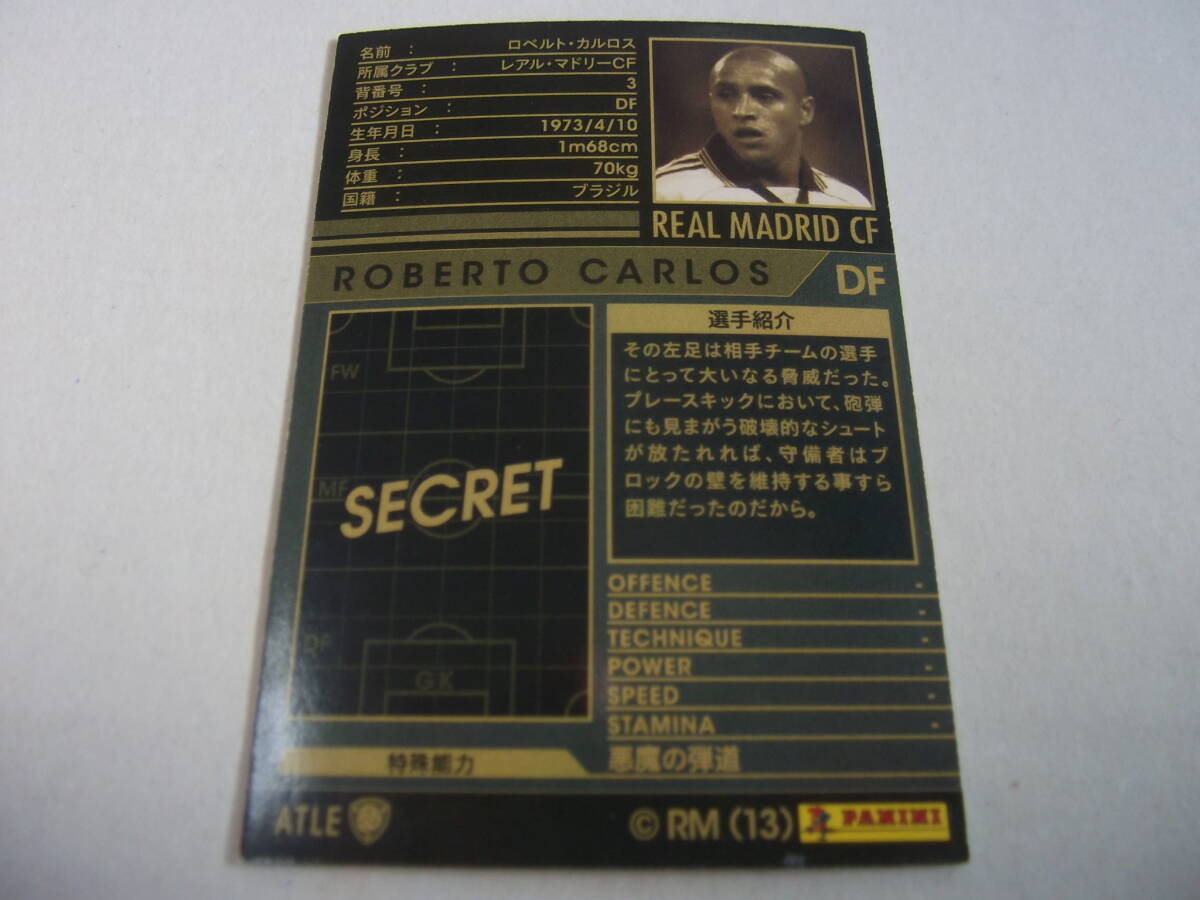 名前 : ロベルト・カルロス
所属クラブ : レアル・マドリーCF
背番号 : 3
ポジション : DF
生年月日 : 1973/4/10
身長 : 1m68cm
体重 : 70kg
国籍 : ブラジル
REAL MADRID CF
ROBERTO CARLOS
DF
FW
MF
SECRET
DF
GK
選手紹介
その左足は相手チームの選手
にとって大いなる脅威だった。
プレースキックにおいて、砲弾
にも見まがう破壊的なシュート
が放たれれば、守備者はブ
ロックの壁を維持する事すら
困難だったのだから。
OFFENCE -
DEFENCE -
TECHNIQUE -
POWER -
SPEED -
STAMINA -
特殊能力
悪魔の弾道
ATLE
© RM (13)
PANINI